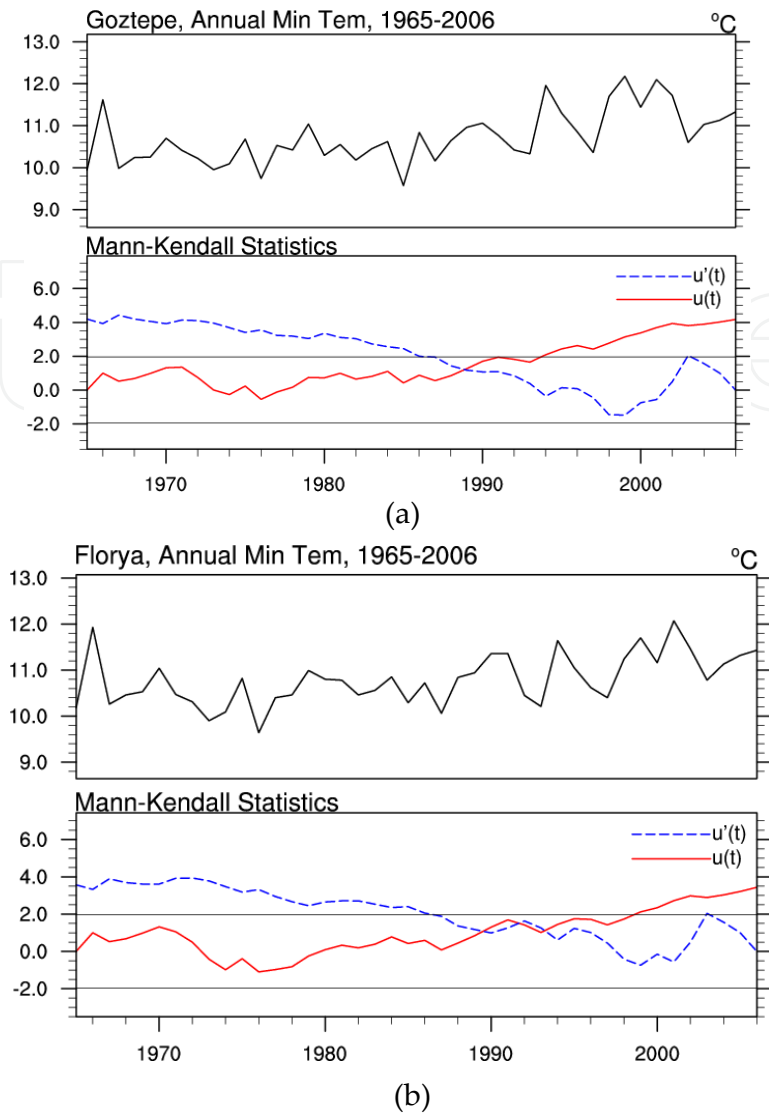 Goztepe, Annual Min Tem, 1965-2006 ºC
13.0
12.0
11.0
10.0
9.0
Mann-Kendall Statistics
u'(t)
u(t)
6.0
4.0
2.0
0.0
-2.0
1970 1980 1990 2000
(a)
Florya, Annual Min Tem, 1965-2006 ºC
13.0
12.0
11.0
10.0
9.0
Mann-Kendall Statistics
u'(t)
u(t)
6.0
4.0
2.0
0.0
-2.0
1970 1980 1990 2000
(b)